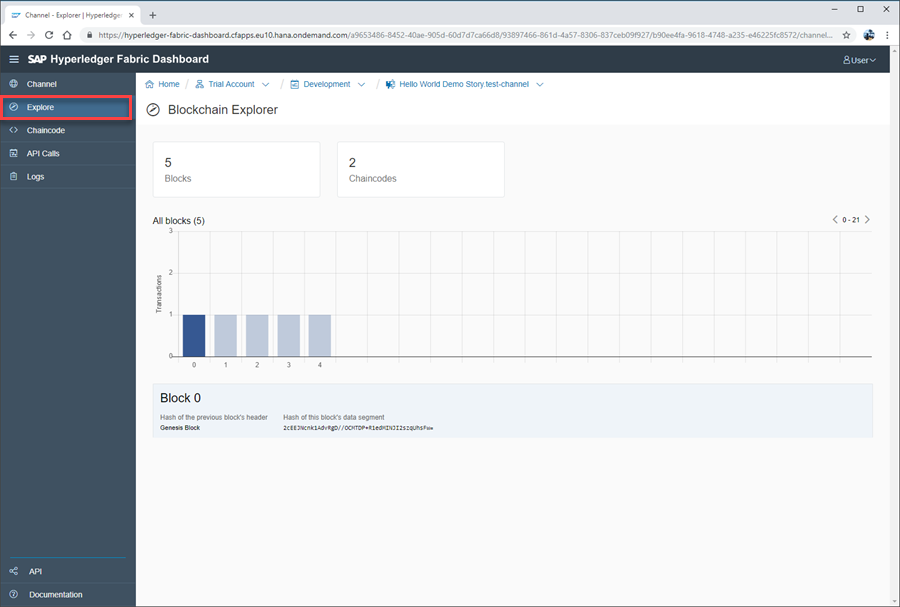 Channel - Explorer | Hyperledge
https://hyperledger-fabric-dashboard.cfapps.eu10.hana.ondemand.com/a9653486-8452-40ae-905d-60d7d7ca66d8/93897466-861d-4a57-8306-837ceb09f927/b90ee4fa-9618-4748-a235-e46225fc8572/channel...
SAP Hyperledger Fabric Dashboard
User
Channel
Explore
Chaincode
API Calls
Logs
API
Documentation
Home / Trial Account / Development / Hello World Demo Story.test-channel
Blockchain Explorer
5
Blocks
2
Chaincodes
All blocks (5)
0 - 21
Transactions
3
2
1
0
0 1 2 3 4
Block 0
Hash of the previous block's header
Genesis Block
Hash of this block's data segment